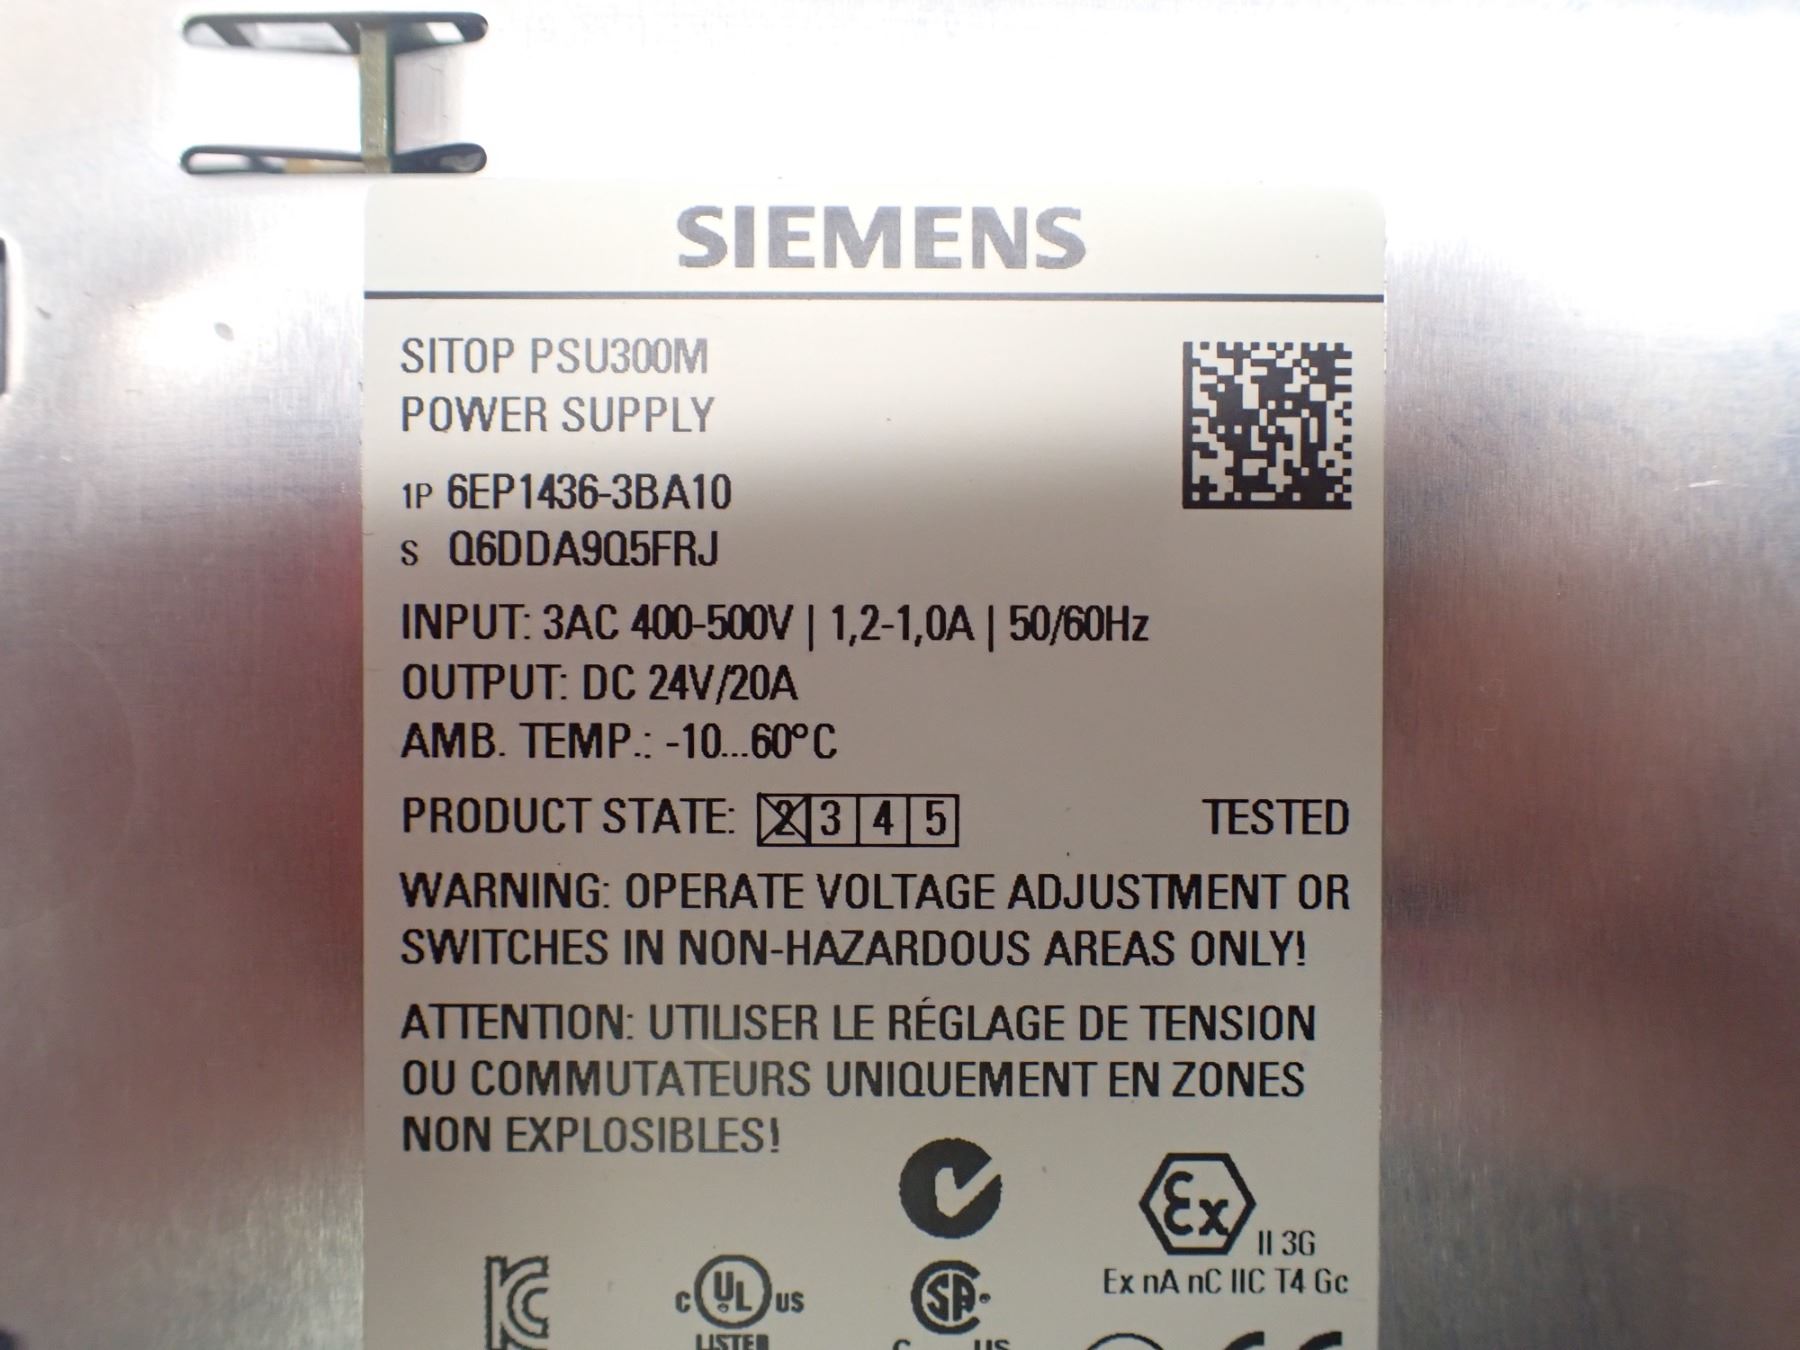 SIEMENS
SITOP PSU300M
POWER SUPPLY
1P 6EP1436-3BA10
S Q6DDA9Q5FRJ
INPUT: 3AC 400-500V | 1,2-1,0A | 50/60Hz
OUTPUT: DC 24V/20A
AMB. TEMP.: -10...60°C
PRODUCT STATE: 2 3 4 5 TESTED
WARNING: OPERATE VOLTAGE ADJUSTMENT OR
SWITCHES IN NON-HAZARDOUS AREAS ONLY!
ATTENTION: UTILISER LE RÉGLAGE DE TENSION
OU COMMUTATEURS UNIQUEMENT EN ZONES
NON EXPLOSIBLES!
Ex II 3G
Ex nA nC IIC T4 Gc
C UL US
LISTED
SA
C US